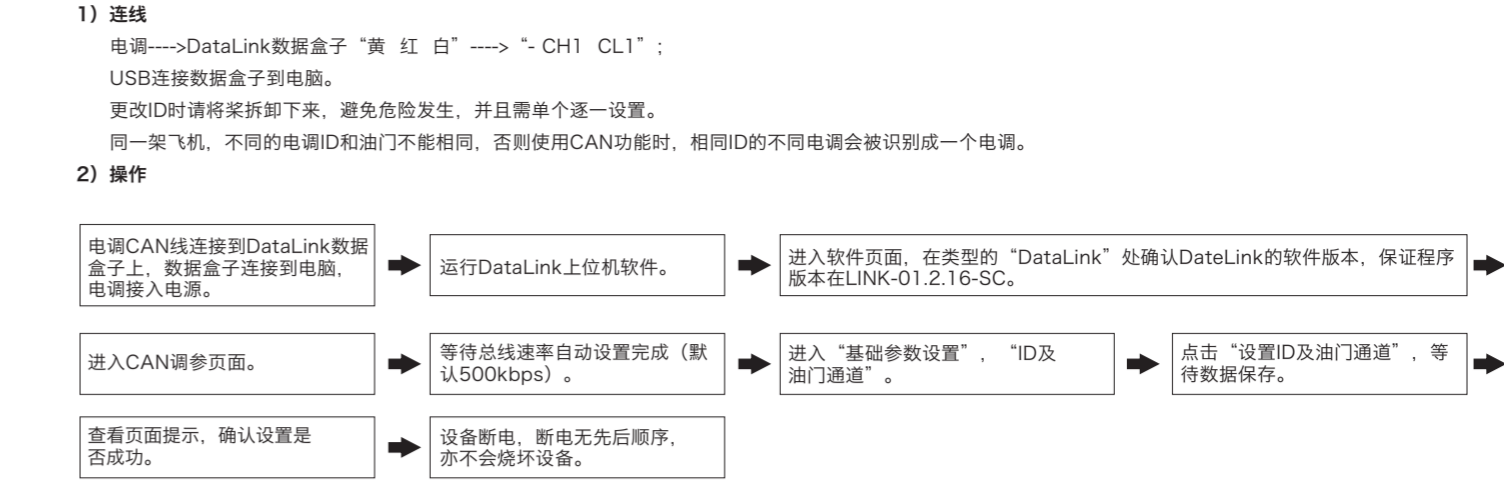 1）连线
电调---->DataLink数据盒子“黄 红 白”---->“- CH1 CL1”；
USB连接数据盒子到电脑。
更改ID时请将桨拆卸下来，避免危险发生，并且需单个逐一设置。
同一架飞机，不同的电调ID和油门不能相同，否则使用CAN功能时，相同ID的不同电调会被识别成一个电调。
2）操作
电调CAN线连接到DataLink数据
盒子上，数据盒子连接到电脑，
电调接入电源。
运行DataLink上位机软件。
进入软件页面，在类型的“DataLink”处确认DateLink的软件版本，保证程序
版本在LINK-01.2.16-SC。
进入CAN调参页面。
等待总线速率自动设置完成（默
认500kbps）。
进入“基础参数设置”，“ID及
油门通道”。
点击“设置ID及油门通道”，等
待数据保存。
查看页面提示，确认设置是
否成功。
设备断电，断电无先后顺序，
亦不会烧坏设备。